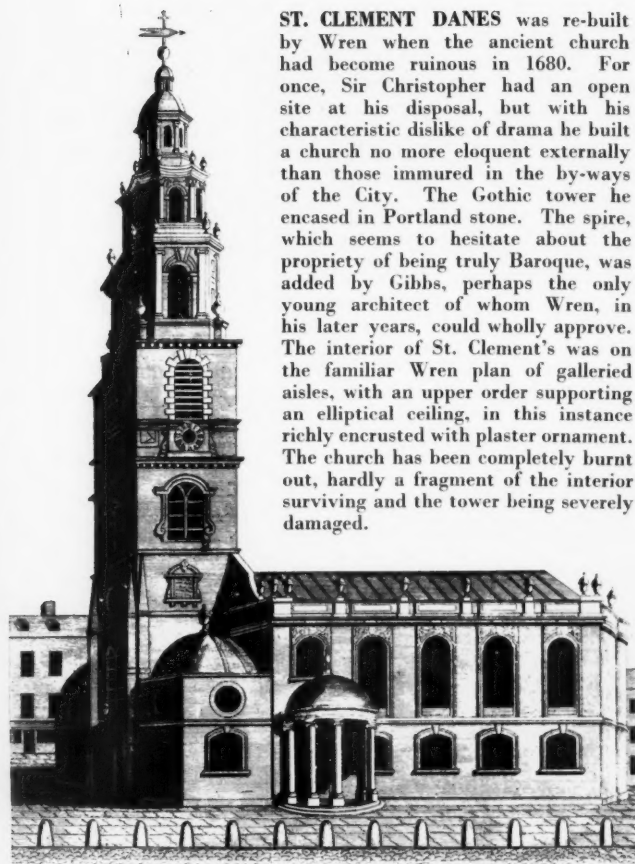 ST. CLEMENT DANES was re-built
by Wren when the ancient church
had become ruinous in 1680. For
once, Sir Christopher had an open
site at his disposal, but with his
characteristic dislike of drama he built
a church no more eloquent externally
than those immured in the by-ways
of the City. The Gothic tower he
encased in Portland stone. The spire,
which seems to hesitate about the
propriety of being truly Baroque, was
added by Gibbs, perhaps the only
young architect of whom Wren, in
his later years, could wholly approve.
The interior of St. Clement's was on
the familiar Wren plan of galleried
aisles, with an upper order supporting
an elliptical ceiling, in this instance
richly encrusted with plaster ornament.
The church has been completely burnt
out, hardly a fragment of the interior
surviving and the tower being severely
damaged.